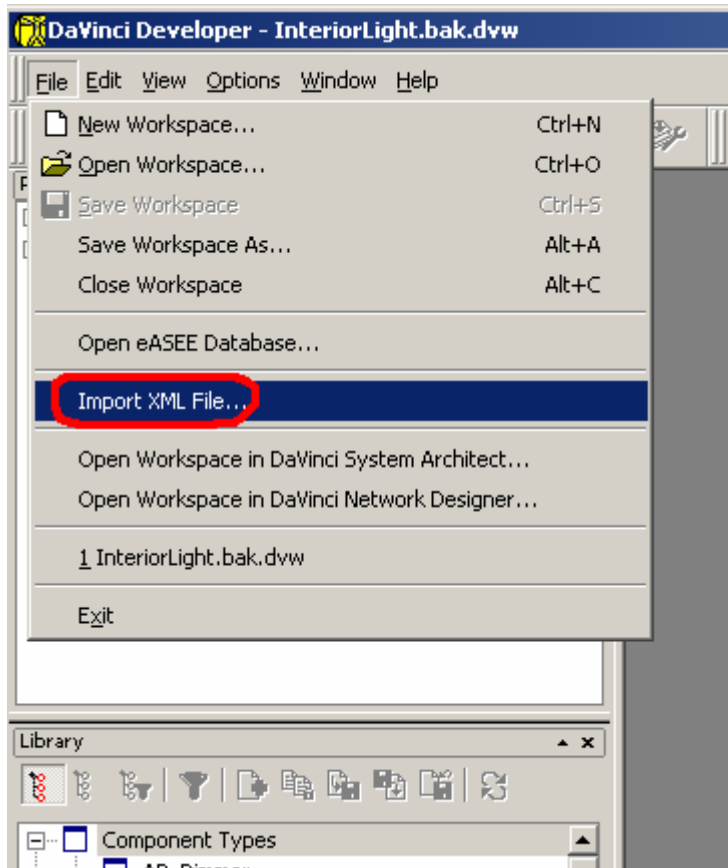 DaVinci Developer - InteriorLight.bak.dvw
File Edit View Options Window Help
New Workspace... Ctrl+N
Open Workspace... Ctrl+O
Save Workspace Ctrl+S
Save Workspace As... Alt+A
Close Workspace Alt+C
Open eASEE Database...
Import XML File...
Open Workspace in DaVinci System Architect...
Open Workspace in DaVinci Network Designer...
1 InteriorLight.bak.dvw
Exit
Library
Component Types